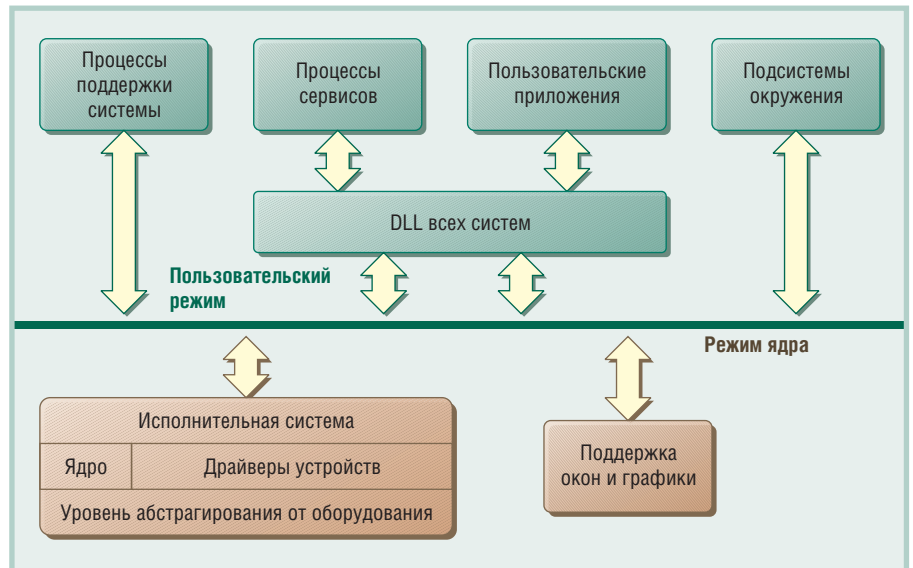 Процессы
поддержки
системы
Процессы
сервисов
Пользовательские
приложения
Подсистемы
окружения
DLL всех систем
Пользовательский
режим
Режим ядра
Исполнительная система
Ядро
Драйверы устройств
Уровень абстрагирования от оборудования
Поддержка
окон и графики